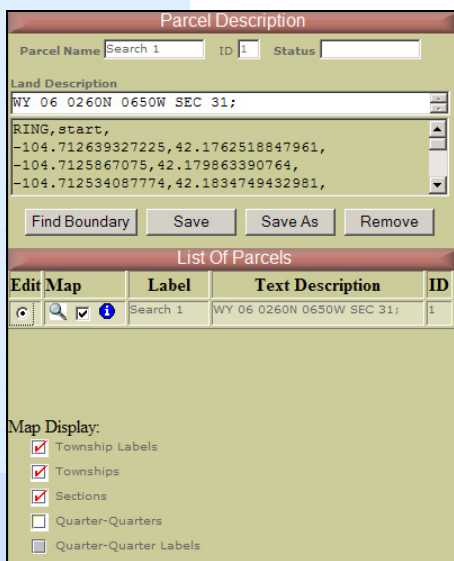 Parcel Description
Parcel Name Search 1 ID 1 Status
Land Description
WY 06 0260N 0650W SEC 31;
RING,start,
-104.712639327225,42.1762518847961,
-104.7125867075,42.179863390764,
-104.712534087774,42.1834749432981,
Find Boundary Save Save As Remove
List Of Parcels
Edit Map Label Text Description ID
Search 1 WY 06 0260N 0650W SEC 31; 1
Map Display:
Township Labels
Townships
Sections
Quarter-Quarters
Quarter-Quarter Labels